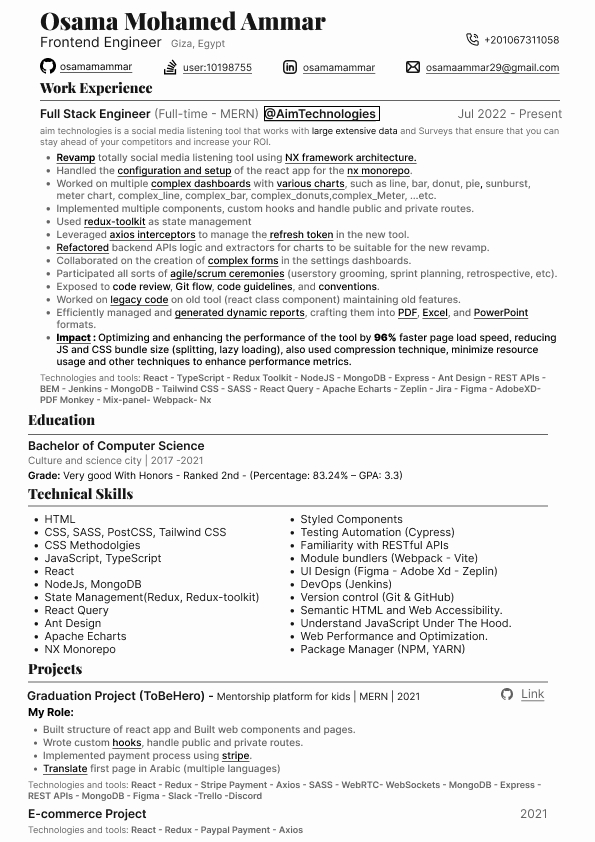 Osama Mohamed Ammar
Frontend Engineer Giza, Egypt
+201067311058
osamamammar user:10198755 osamamammar osamaammar29@gmail.com
Work Experience
Full Stack Engineer (Full-time - MERN) @AimTechnologies Jul 2022 - Present
aim technologies is a social media listening tool that works with large extensive data and Surveys that ensure that you can
stay ahead of your competitors and increase your ROI.
• Revamp totally social media listening tool using NX framework architecture.
• Handled the configuration and setup of the react app for the nx monorepo.
• Worked on multiple complex dashboards with various charts, such as line, bar, donut, pie, sunburst,
meter chart, complex_line, complex_bar, complex_donuts,complex_Meter, ...etc.
• Implemented multiple components, custom hooks and handle public and private routes.
• Used redux-toolkit as state management
• Leveraged axios interceptors to manage the refresh token in the new tool.
• Refactored backend APIs logic and extractors for charts to be suitable for the new revamp.
• Collaborated on the creation of complex forms in the settings dashboards.
• Participated all sorts of agile/scrum ceremonies (userstory grooming, sprint planning, retrospective, etc).
• Exposed to code review, Git flow, code guidelines, and conventions.
• Worked on legacy code on old tool (react class component) maintaining old features.
• Efficiently managed and generated dynamic reports, crafting them into PDF, Excel, and PowerPoint
formats.
• Impact : Optimizing and enhancing the performance of the tool by 96% faster page load speed, reducing
JS and CSS bundle size (splitting, lazy loading), also used compression technique, minimize resource
usage and other techniques to enhance performance metrics.
Technologies and tools: React - TypeScript - Redux Toolkit - NodeJS - MongoDB - Express - Ant Design - REST APIs -
BEM - Jenkins - MongoDB - Tailwind CSS - SASS - React Query - Apache Echarts - Zeplin - Jira - Figma - AdobeXD-
PDF Monkey - Mix-panel- Webpack- Nx
Education
Bachelor of Computer Science
Culture and science city | 2017 -2021
Grade: Very good With Honors - Ranked 2nd - (Percentage: 83.24% – GPA: 3.3)
Technical Skills
• HTML
• CSS, SASS, PostCSS, Tailwind CSS
• CSS Methodolgies
• JavaScript, TypeScript
• React
• NodeJs, MongoDB
• State Management(Redux, Redux-toolkit)
• React Query
• Ant Design
• Apache Echarts
• NX Monorepo
• Styled Components
• Testing Automation (Cypress)
• Familiarity with RESTful APIs
• Module bundlers (Webpack - Vite)
• UI Design (Figma - Adobe Xd - Zeplin)
• DevOps (Jenkins)
• Version control (Git & GitHub)
• Semantic HTML and Web Accessibility.
• Understand JavaScript Under The Hood.
• Web Performance and Optimization.
• Package Manager (NPM, YARN)
Projects
Graduation Project (ToBeHero) - Mentorship platform for kids | MERN | 2021 Link
My Role:
• Built structure of react app and Built web components and pages.
• Wrote custom hooks, handle public and private routes.
• Implemented payment process using stripe.
• Translate first page in Arabic (multiple languages)
Technologies and tools: React - Redux - Stripe Payment - Axios - SASS - WebRTC- WebSockets - MongoDB - Express -
REST APIs - MongoDB - Figma - Slack -Trello -Discord
E-commerce Project 2021
Technologies and tools: React - Redux - Paypal Payment - Axios